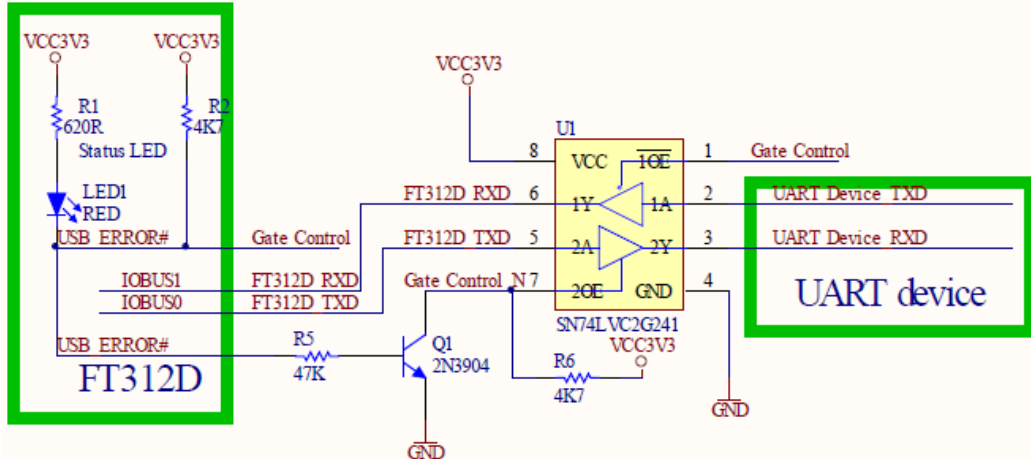 VCC3V3
VCC3V3
R1
620R
R2
4K7
Status LED
LED1
RED
USB ERROR#
Gate Control
IOBUS1
FT312D RXD
IOBUS0
FT312D TXD
USB ERROR#
FT312D
R5
47K
Q1
2N3904
GND
VCC3V3
U1
8
VCC
1OE
1
Gate Control
FT312D RXD
6
1Y
1A
2
UART Device TXD
FT312D TXD
5
2A
2Y
3
UART Device RXD
Gate Control N
7
2OE
GND
4
UART device
SN74LVC2G241
VCC3V3
R6
4K7
GND